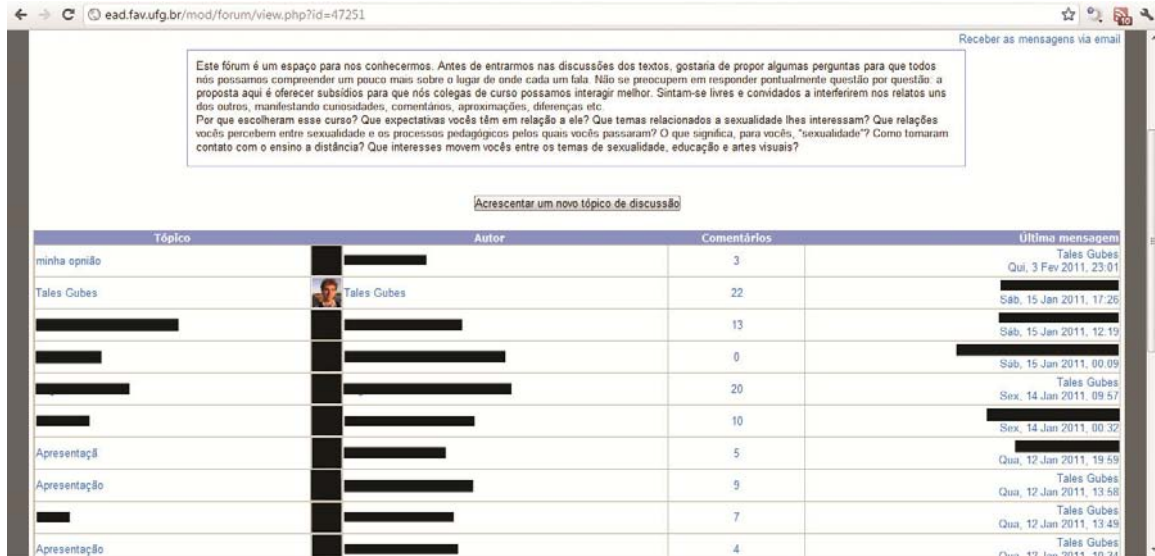 ead.fav.ufg.br/mod/forum/view.php?id=47251
10
Receber as mensagens via email
Este fórum é um espaço para nos conhecermos. Antes de entrarmos nas discussões dos textos, gostaria de propor algumas perguntas para que todos
nós possamos compreender um pouco mais sobre o lugar de onde cada um fala. Não se preocupem em responder pontualmente questão por questão: a
proposta aqui é oferecer subsídios para que nós colegas de curso possamos interagir melhor. Sintam-se livres e convidados a interferirem nos relatos uns
dos outros, manifestando curiosidades, comentários, aproximações, diferenças etc.
Por que escolheram esse curso? Que expectativas vocês têm em relação a ele? Que temas relacionados a sexualidade lhes interessam? Que relações
vocês percebem entre sexualidade e os processos pedagógicos pelos quais vocês passaram? O que significa, para vocês, "sexualidade"? Como tomaram
contato com o ensino a distância? Que interesses movem vocês entre os temas de sexualidade, educação e artes visuais?
Acrescentar um novo tópico de discussão
Tópico Autor Comentários Última mensagem
minha opnião 3 Tales Gubes
Qui, 3 Fev 2011, 23:01
Tales Gubes Tales Gubes 22
Sáb, 15 Jan 2011, 17:26
13
Sáb, 15 Jan 2011, 12:19
0
Sáb, 15 Jan 2011, 00:09
20 Tales Gubes
Sex, 14 Jan 2011, 09:57
10
Sex, 14 Jan 2011, 00:32
Apresentaçã 5
Qua, 12 Jan 2011, 19:59
Apresentação 9 Tales Gubes
Qua, 12 Jan 2011, 13:58
7 Tales Gubes
Qua, 12 Jan 2011, 13:49
Apresentação 4 Tales Gubes
Qua, 12 Jan 2011, 10:34